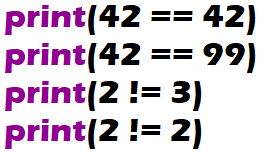 print(42 == 42)
print(42 == 99)
print(2 != 3)
print(2 != 2)